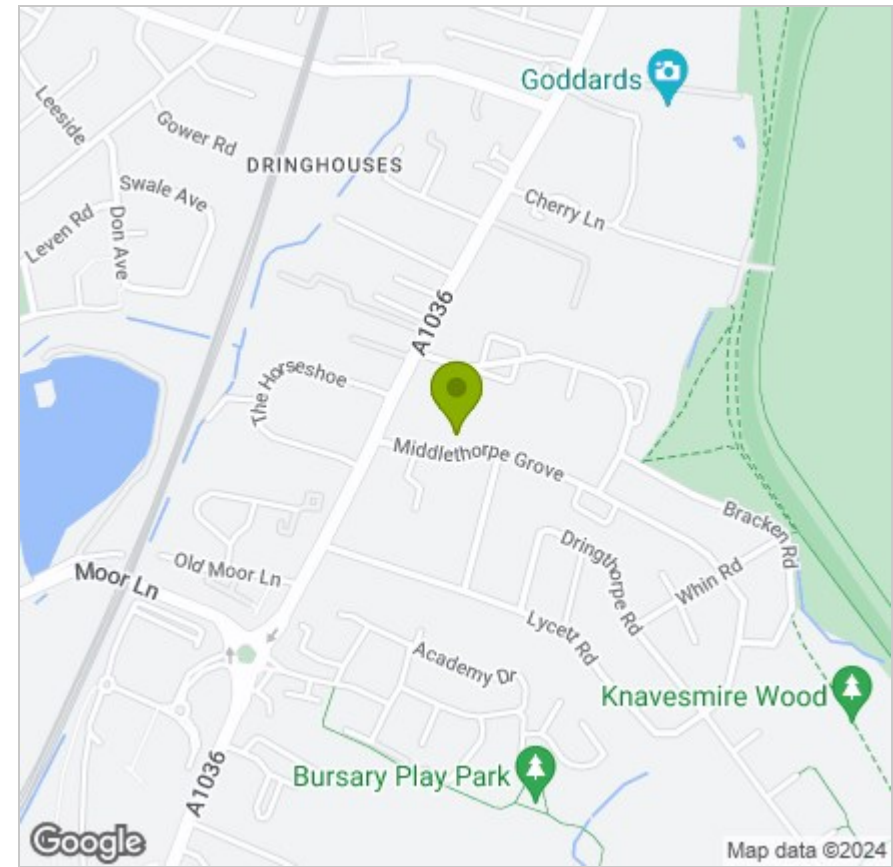 Goddards
Leeside
Gower Rd
DRINGHOUSES
Swale Ave
Cherry Ln
Leven Rd
Don Ave
A1036
The Horseshoe
Middlethorpe Grove
Bracken Rd
Dringthorpe Rd
Old Moor Ln
Whin Rd
Moor Ln
Lycett Rd
Academy Dr
Knavesmire Wood
A1036
Bursary Play Park
Google
Map data ©2024